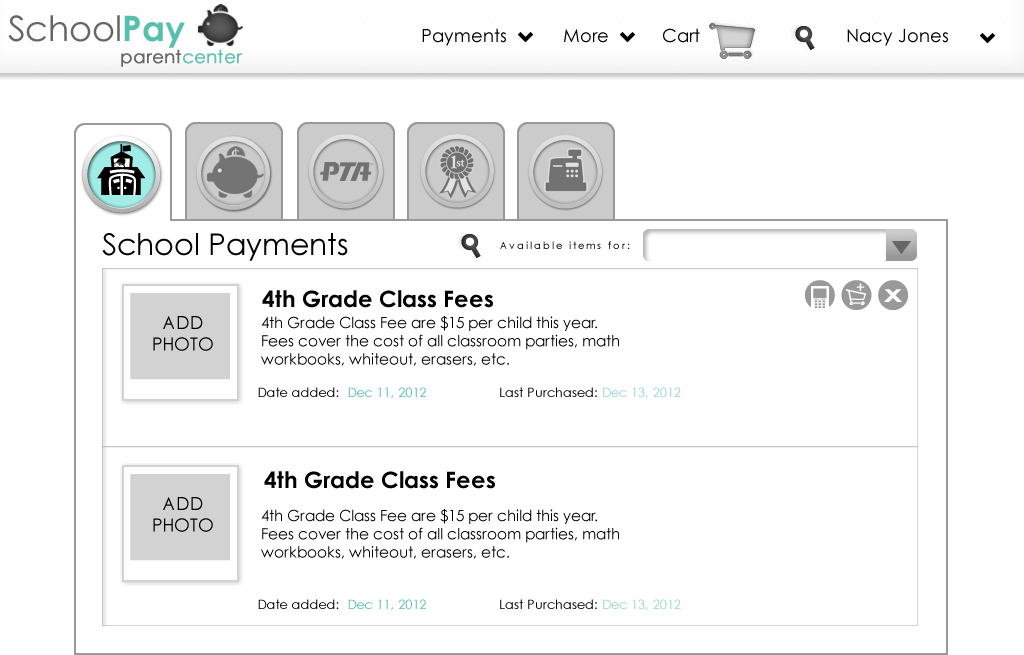 SchoolPay
parentcenter
Payments
More
Cart
Nacy Jones
PTA
1st
School Payments
Available items for:
ADD
PHOTO
4th Grade Class Fees
4th Grade Class Fee are $15 per child this year.
Fees cover the cost of all classroom parties, math
workbooks, whiteout, erasers, etc.
Date added: Dec 11, 2012
Last Purchased: Dec 13, 2012
ADD
PHOTO
4th Grade Class Fees
4th Grade Class Fee are $15 per child this year.
Fees cover the cost of all classroom parties, math
workbooks, whiteout, erasers, etc.
Date added: Dec 11, 2012
Last Purchased: Dec 13, 2012